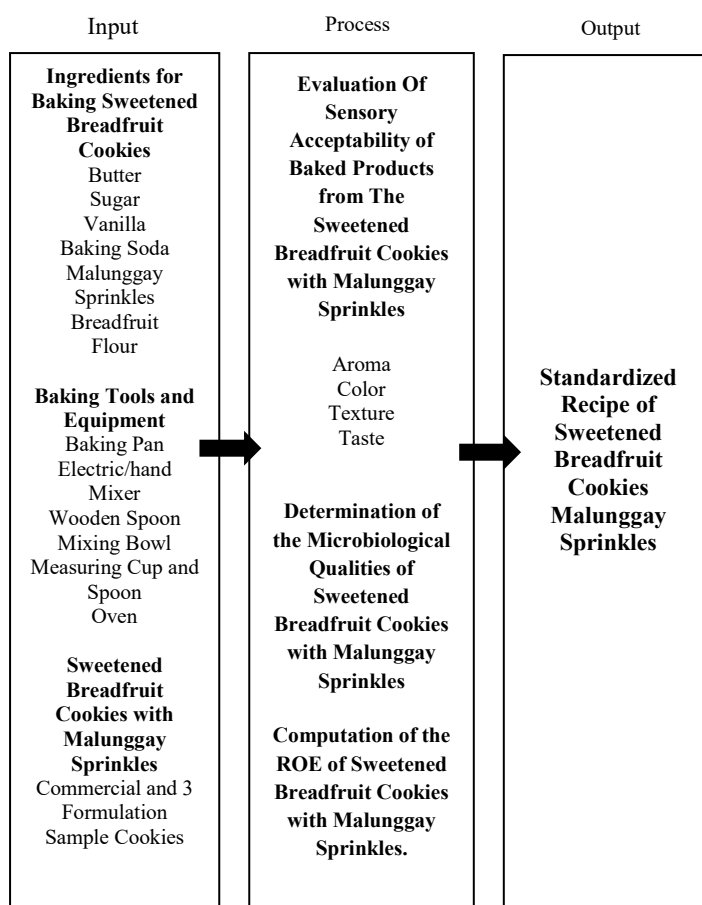 Input
Ingredients for
Baking Sweetened
Breadfruit
Cookies
Butter
Sugar
Vanilla
Baking Soda
Malunggay
Sprinkles
Breadfruit
Flour
Baking Tools and
Equipment
Baking Pan
Electric/hand
Mixer
Wooden Spoon
Mixing Bowl
Measuring Cup and
Spoon
Oven
Sweetened
Breadfruit
Cookies with
Malunggay
Sprinkles
Commercial and 3
Formulation
Sample Cookies
Process
Evaluation Of
Sensory
Acceptability of
Baked Products
from The
Sweetened
Breadfruit Cookies
with Malunggay
Sprinkles
Aroma
Color
Texture
Taste
Determination of
the Microbiological
Qualities of
Sweetened
Breadfruit Cookies
with Malunggay
Sprinkles
Computation of the
ROE of Sweetened
Breadfruit Cookies
with Malunggay
Sprinkles.
Output
Standardized
Recipe of
Sweetened
Breadfruit
Cookies
Malunggay
Sprinkles